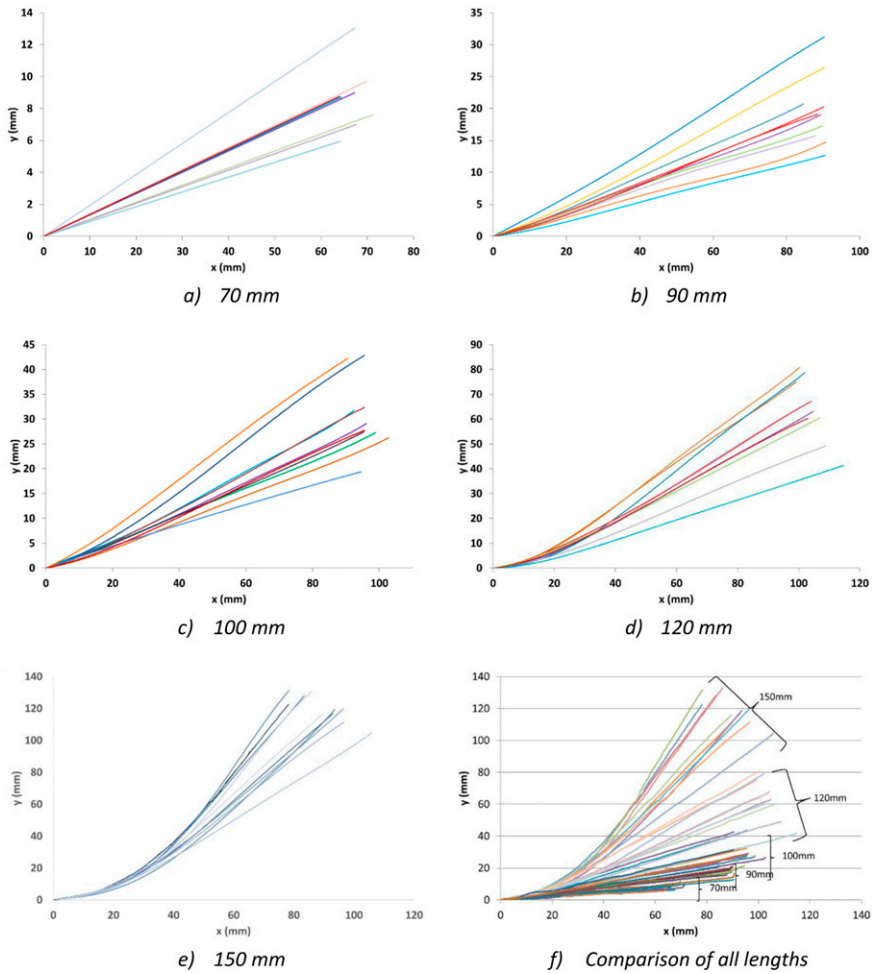 14
12
10
8
6
4
2
0
y (mm)
0 10 20 30 40 50 60 70 80
x (mm)
a) 70 mm
35
30
25
20
15
10
5
0
y (mm)
0 20 40 60 80 100
x (mm)
b) 90 mm
45
40
35
30
25
20
15
10
5
0
y (mm)
0 20 40 60 80 100 120
x (mm)
c) 100 mm
90
80
70
60
50
40
30
20
10
0
y (mm)
0 20 40 60 80 100 120
x (mm)
d) 120 mm
140
120
100
80
60
40
20
0
y (mm)
0 20 40 60 80 100 120
x (mm)
e) 150 mm
140
120
100
80
60
40
20
0
y (mm)
150mm
120mm
100mm
90mm
70mm
0 20 40 60 80 100 120 140
x (mm)
f) Comparison of all lengths